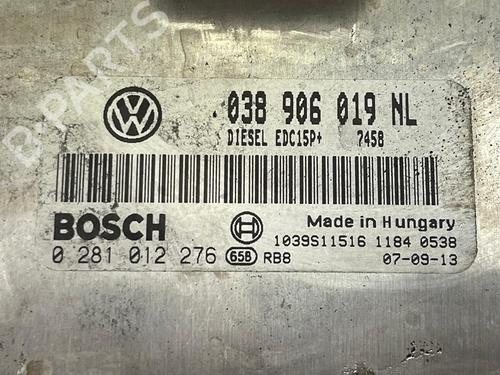 038 906 019 NL
DIESEL EDC15P+ 7458
BOSCH
Made in Hungary
0 281 012 276 658 RB8
1039S11516 1184 0538
07-09-13
B-PARTS